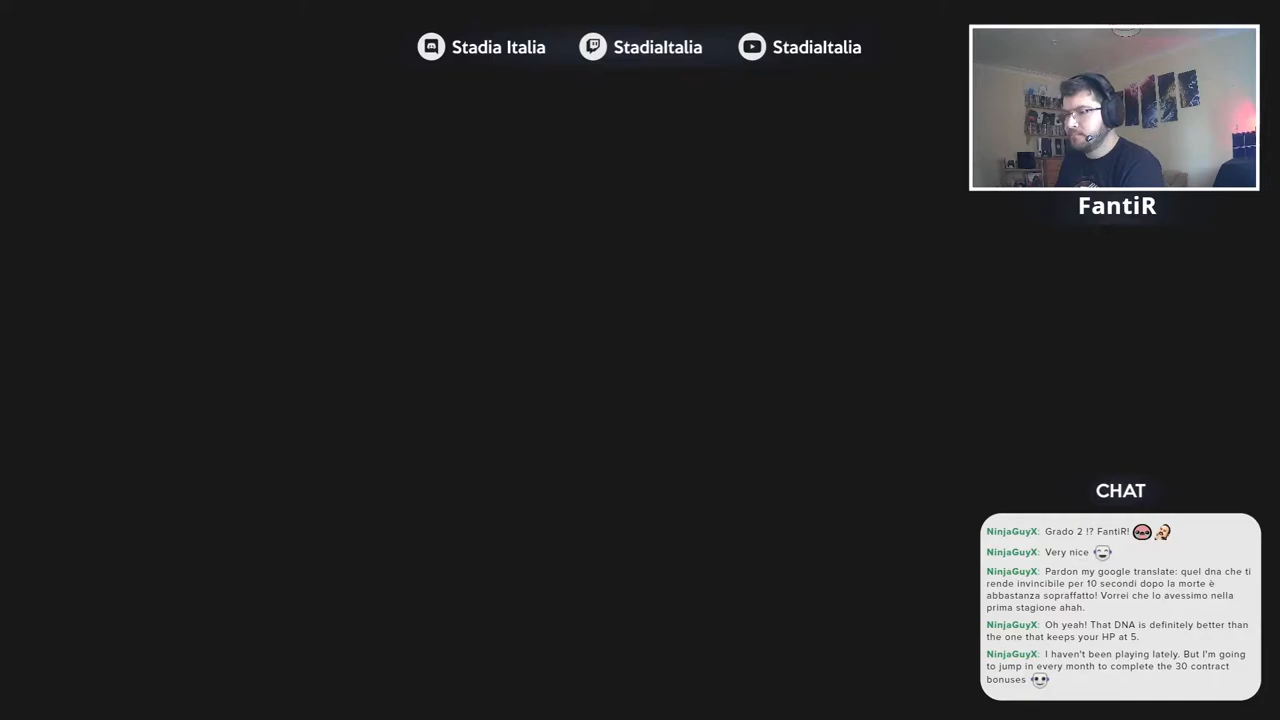 Stadia Italia StadiaItalia StadiaItalia
FantiR
CHAT
NinjaGuyX: Grado 2 !? FantiR!
NinjaGuyX: Very nice
NinjaGuyX: Pardon my google translate: quel dna che ti
rende invincibile per 10 secondi dopo la morte è
abbastanza sopraffatto! Vorrei che lo avessimo nella
prima stagione ahah.
NinjaGuyX: Oh yeah! That DNA is definitely better than
the one that keeps your HP at 5.
NinjaGuyX: I haven't been playing lately. But I'm going
to jump in every month to complete the 30 contract
bonuses